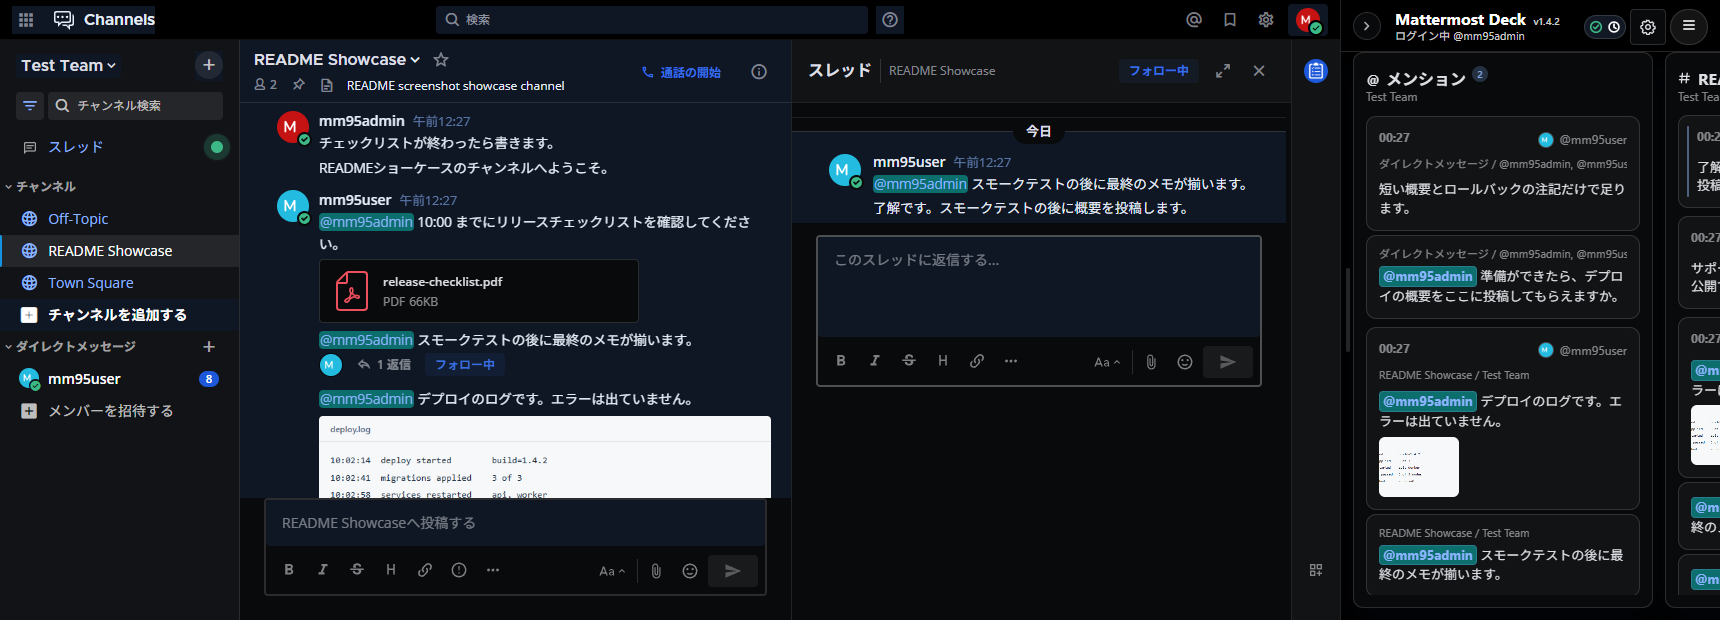 Channels
検索
Test Team
チャンネル検索
スレッド
チャンネル
Off-Topic
README Showcase
Town Square
チャンネルを追加する
ダイレクトメッセージ
mm95user
8
メンバーを招待する
README Showcase
2
README screenshot showcase channel
通話の開始
M
mm95admin 午前12:27
チェックリストが終わったら書きます。
READMEショーケースのチャンネルへようこそ。
M
mm95user 午前12:27
@mm95admin 10:00 までにリリースチェックリストを確認してくださ
い。
release-checklist.pdf
PDF 66KB
@mm95admin スモークテストの後に最終のメモが揃います。
M
1 返信 フォロー中
@mm95admin デプロイのログです。エラーは出ていません。
deploy.log
10:02:14 deploy started build=1.4.2
10:02:41 migrations applied 3 of 3
10:02:58 services restarted api, worker
README Showcaseへ投稿する
B I S H
Aa
スレッド README Showcase
フォロー中
今日
M
mm95user 午前12:27
@mm95admin スモークテストの後に最終のメモが揃います。
了解です。スモークテストの後に概要を投稿します。
このスレッドに返信する...
B I S H
Aa
M
Mattermost Deck v1.4.2
ログイン中 @mm95admin
@ メンション 2
Test Team
00:27
M @mm95user
ダイレクトメッセージ / @mm95admin, @mm95us
短い概要とロールバックの注記だけで足り
ます。
ダイレクトメッセージ / @mm95admin, @mm95us
@mm95admin 準備ができたら、デプロ
イの概要をここに投稿してもらえますか。
00:27
M @mm95user
README Showcase / Test Team
@mm95admin デプロイのログです。エ
ラーは出ていません。
README Showcase / Test Team
@mm95admin スモークテストの後に最
終のメモが揃います。
# RE
Test Tea
00:2
了解
投稿
00:27
サポ
公開
00:27
@m
ラーは
@m
終の
@m